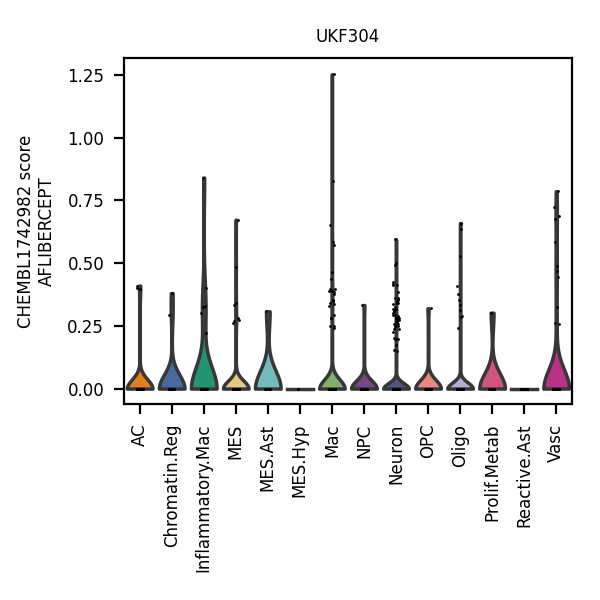 UKF304
CHEMBL1742982 score
AFLIBERCEPT
1.25
1.00
0.75
0.50
0.25
0.00
AC
Chromatin.Reg
Inflammatory.Mac
MES
MES.Ast
MES.Hyp
Mac
NPC
Neuron
OPC
Oligo
Prolif.Metab
Reactive.Ast
Vasc